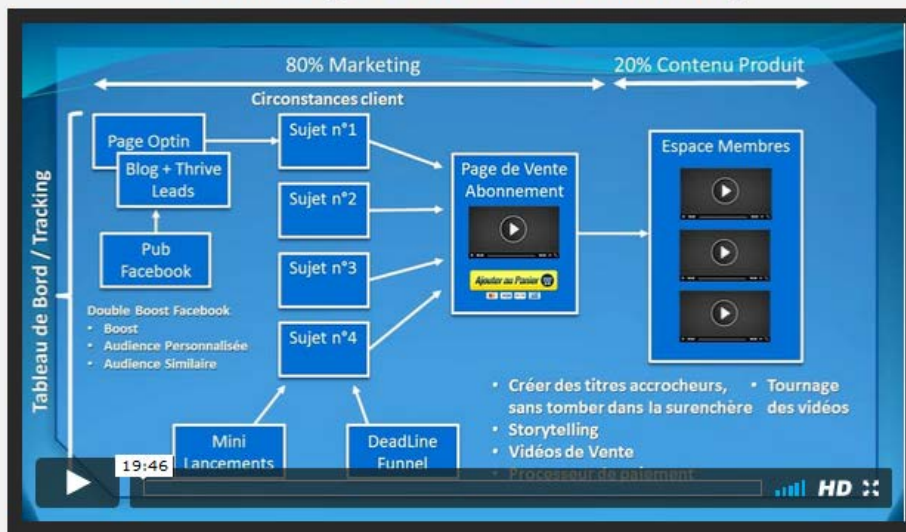 80% Marketing
20% Contenu Produit
Circonstances client
Tableau de Bord / Tracking
Page Optin
Blog + Thrive
Leads
Pub
Facebook
Double Boost Facebook
• Boost
• Audience Personnalisée
• Audience Similaire
Sujet n°1
Sujet n°2
Sujet n°3
Sujet n°4
Mini
Lancements
DeadLine
Funnel
Page de Vente
Abonnement
Ajouter au Panier
Espace Membres
• Créer des titres accrocheurs,
sans tomber dans la surenchère
• Storytelling
• Vidéos de Vente
• Processeur de paiement
• Tournage
des vidéos
19:46
HD